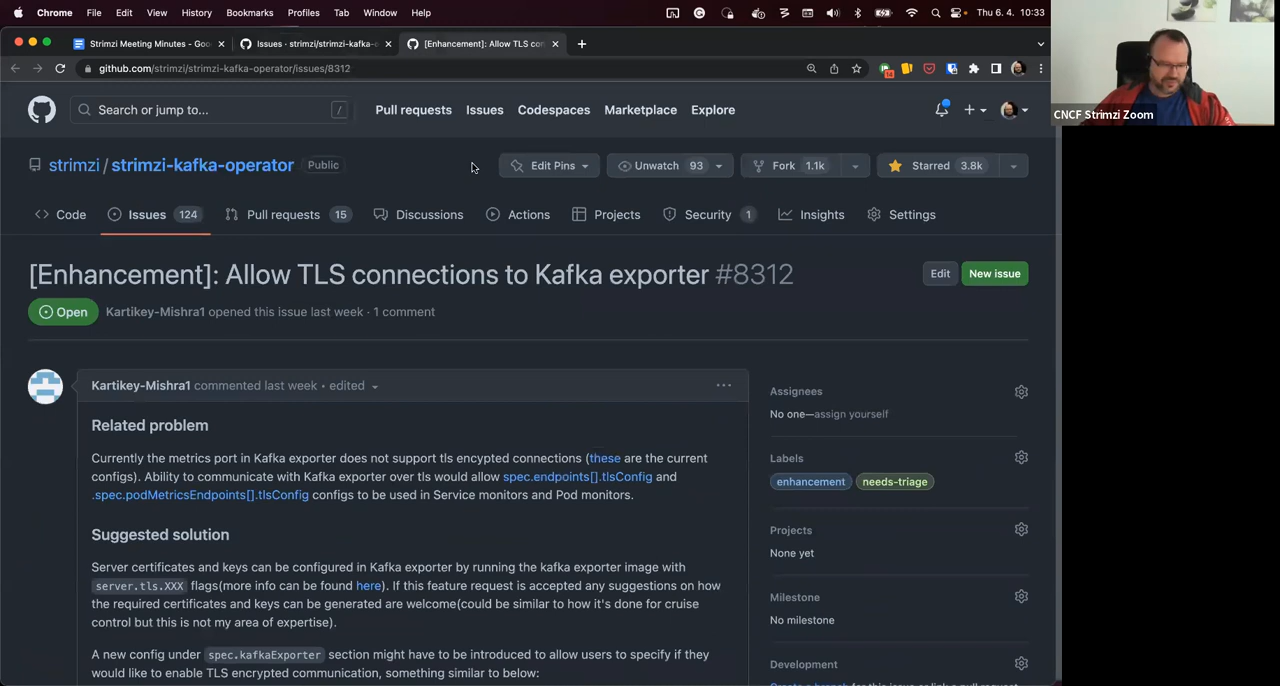 Chrome File Edit View History Bookmarks Profiles Tab Window Help Thu 6. 4. 10:33
Strimzi Meeting Minutes - Goo Issues · strimzi/strimzi-kafka-o [Enhancement]: Allow TLS con
github.com/strimzi/strimzi-kafka-operator/issues/8312 14
CNCF Strimzi Zoom
Search or jump to... / Pull requests Issues Codespaces Marketplace Explore
strimzi / strimzi-kafka-operator Public Edit Pins Unwatch 93 Fork 1.1k Starred 3.8k
Code Issues 124 Pull requests 15 Discussions Actions Projects Security 1 Insights Settings
[Enhancement]: Allow TLS connections to Kafka exporter #8312
Edit New issue
Open Kartikey-Mishra1 opened this issue last week · 1 comment
Kartikey-Mishra1 commented last week • edited
Related problem
Currently the metrics port in Kafka exporter does not support tls encypted connections (these are the current
configs). Ability to communicate with Kafka exporter over tls would allow spec.endpoints[].tlsConfig and
.spec.podMetricsEndpoints[].tlsConfig configs to be used in Service monitors and Pod monitors.
Suggested solution
Server certificates and keys can be configured in Kafka exporter by running the kafka exporter image with
server.tls.XXX flags(more info can be found here). If this feature request is accepted any suggestions on how
the required certificates and keys can be generated are welcome(could be similar to how it's done for cruise
control but this is not my area of expertise).
A new config under spec.kafkaExporter section might have to be introduced to allow users to specify if they
would like to enable TLS encrypted communication, something similar to below:
Assignees
No one—assign yourself
Labels
enhancement needs-triage
Projects
None yet
Milestone
No milestone
Development
Create a branch for this issue or link a pull request